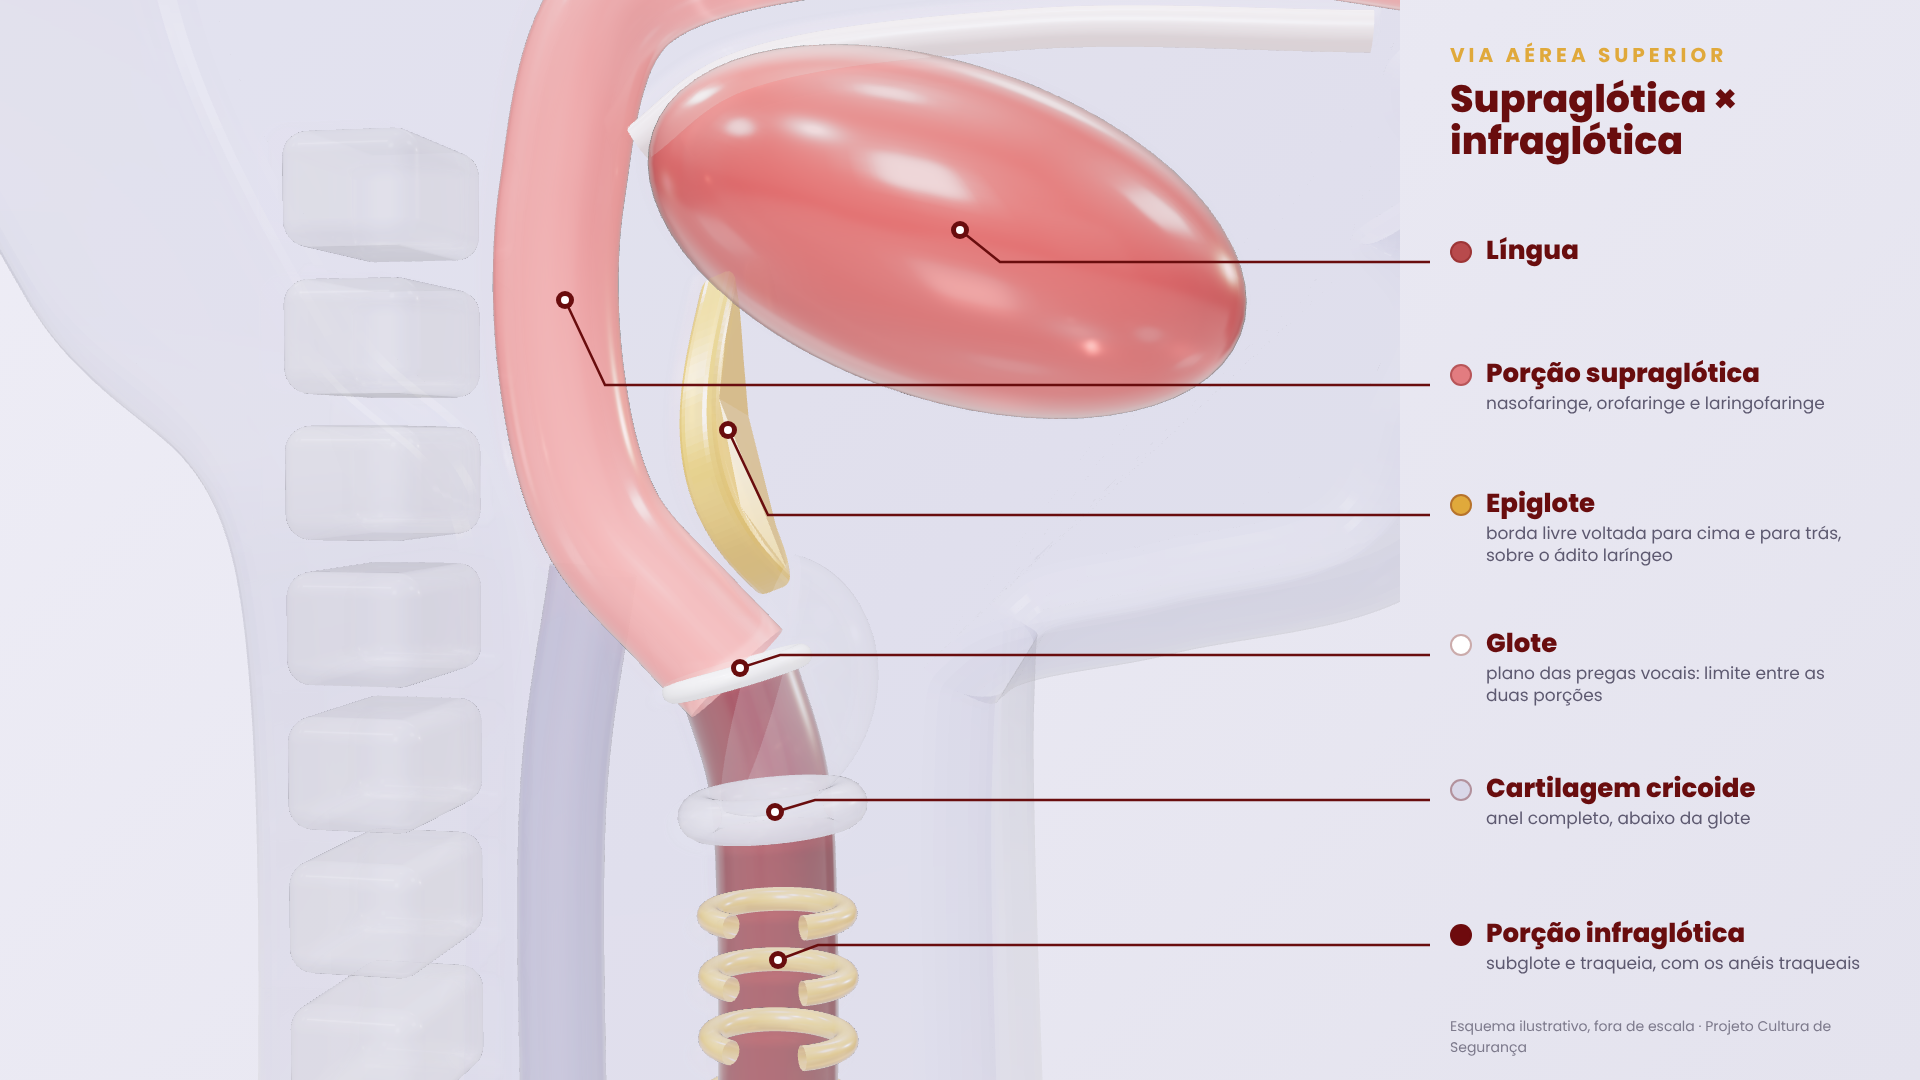 VIA AÉREA SUPERIOR
Supraglótica ×
infraglótica
Língua
Porção supraglótica
nasofaringe, orofaringe e laringofaringe
Epiglote
borda livre voltada para cima e para trás,
sobre o ádito laríngeo
Glote
plano das pregas vocais: limite entre as
duas porções
Cartilagem cricoide
anel completo, abaixo da glote
Porção infraglótica
subglote e traqueia, com os anéis traqueais
Esquema ilustrativo, fora de escala · Projeto Cultura de
Segurança